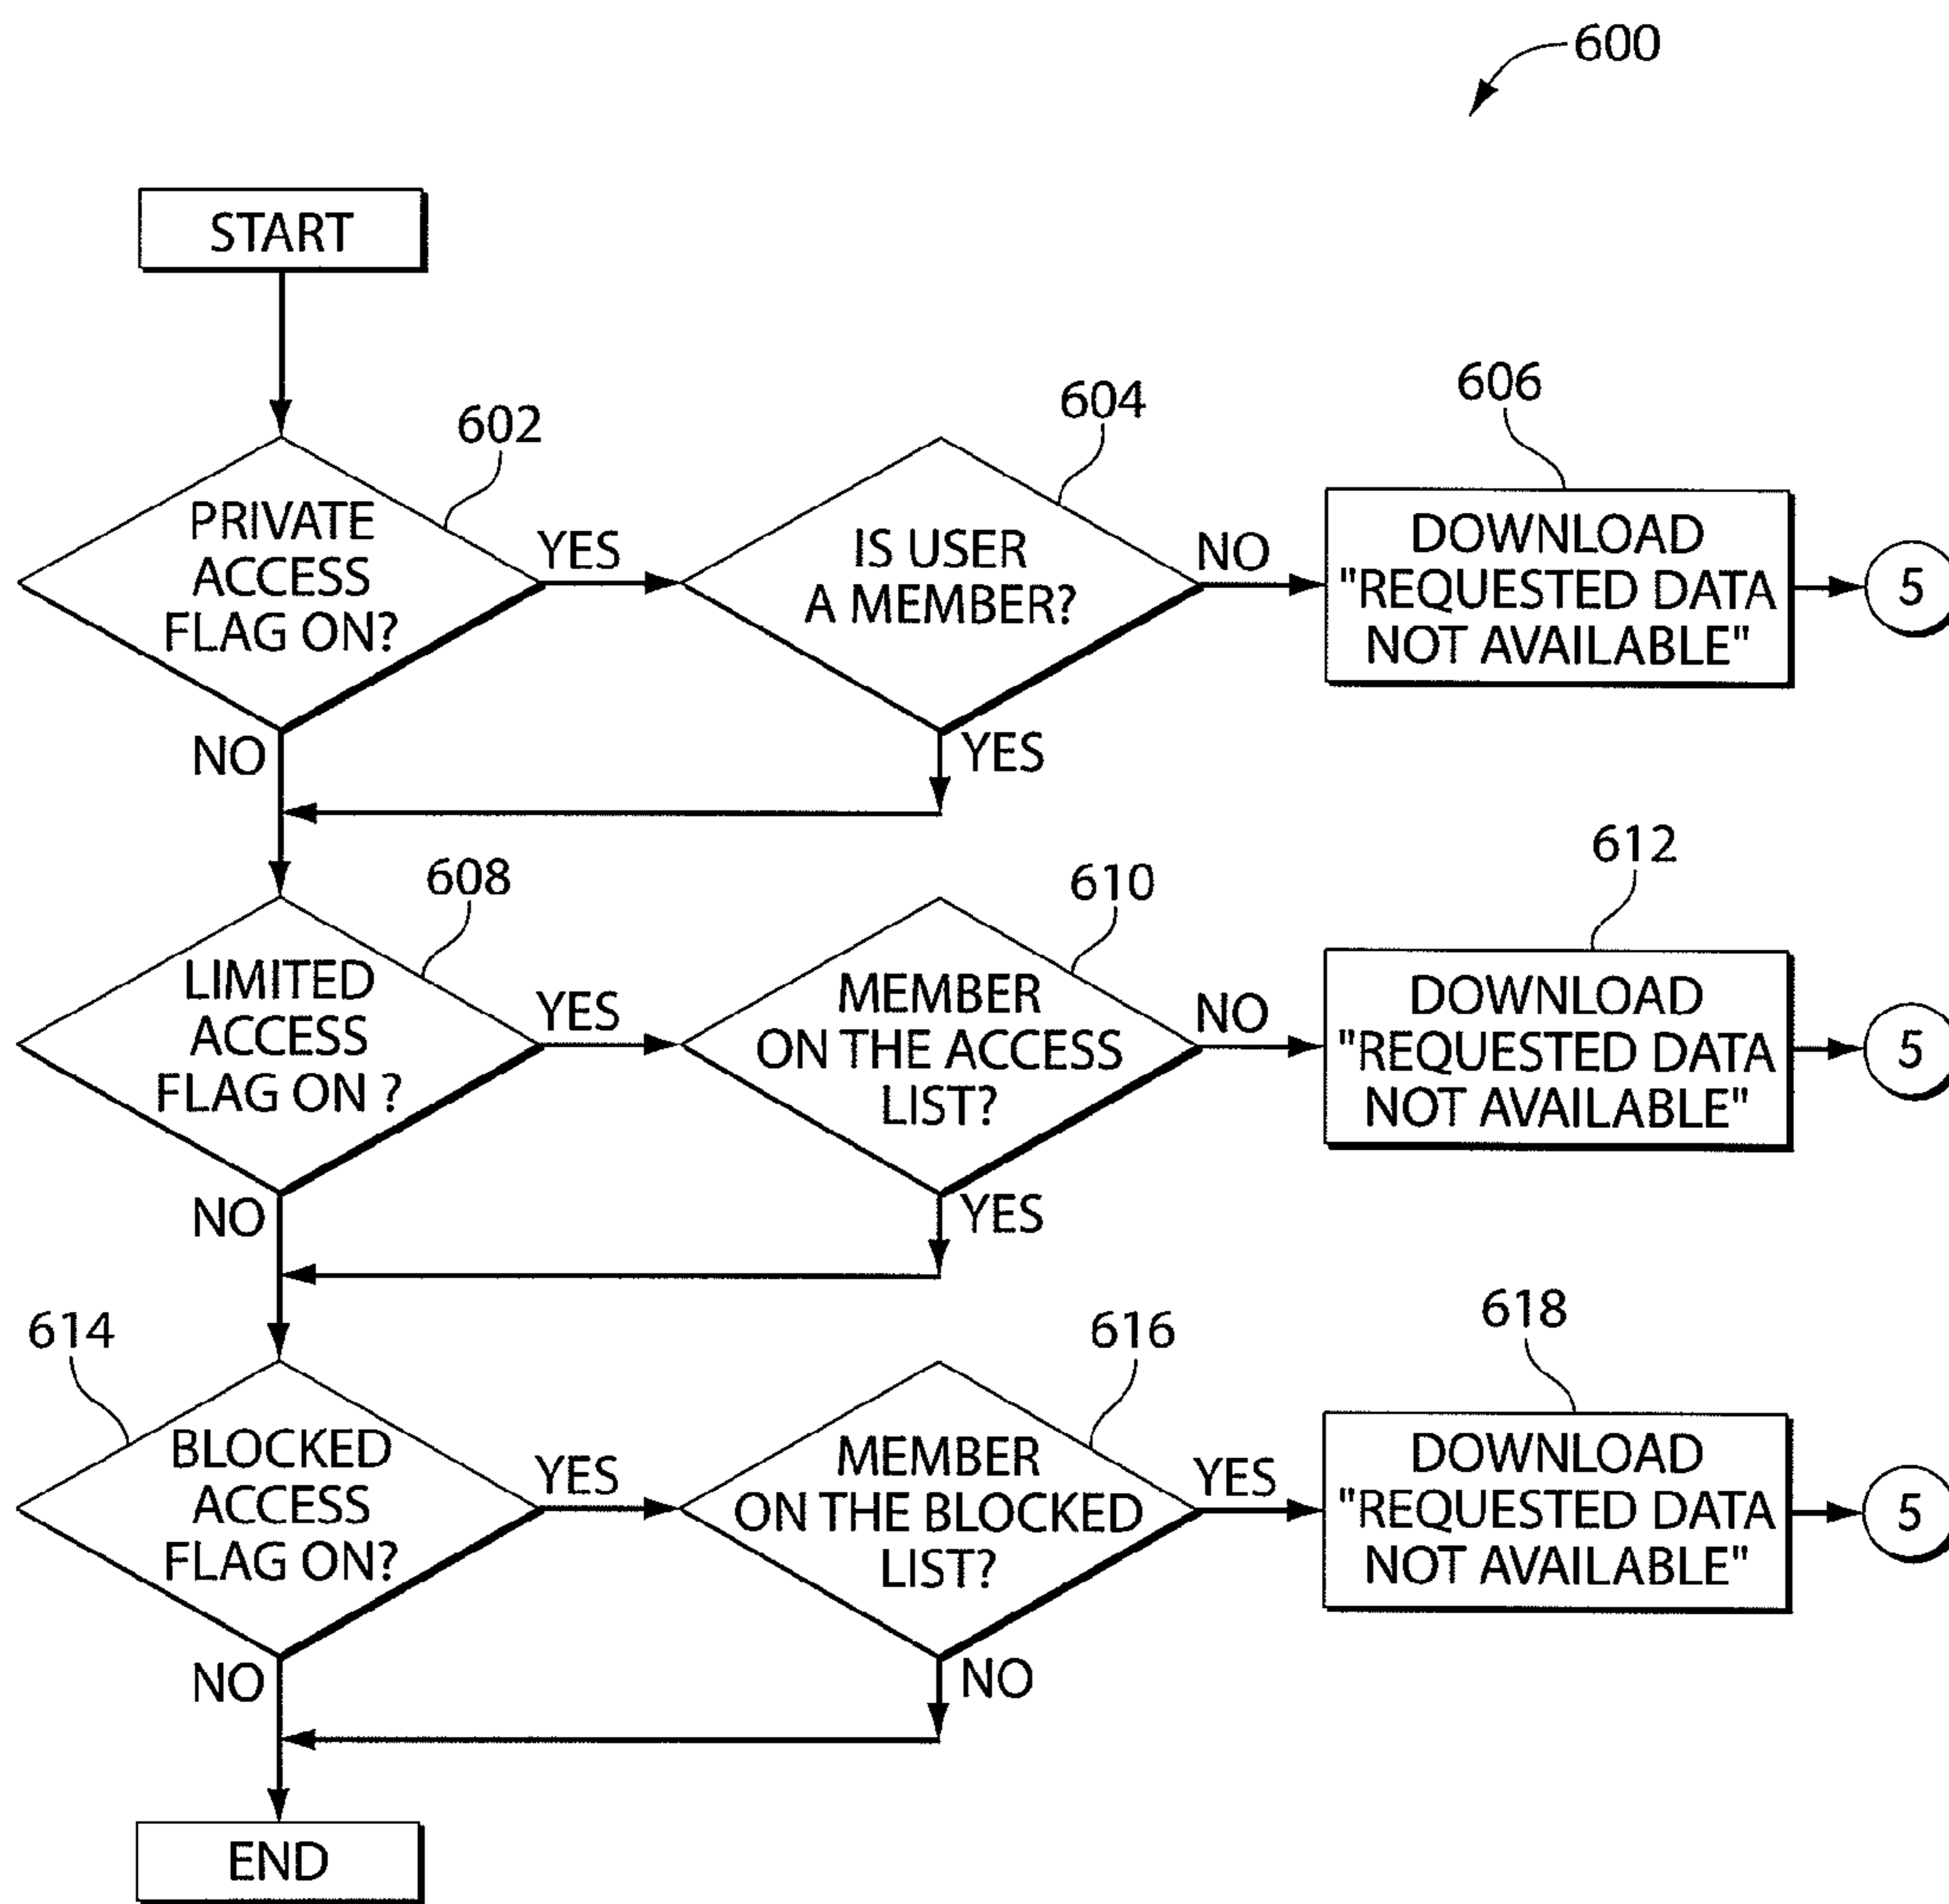 600
START
602
604
606
PRIVATE
ACCESS
FLAG ON?
YES
IS USER
A MEMBER?
NO
DOWNLOAD
"REQUESTED DATA
NOT AVAILABLE"
5
NO
YES
608
610
612
LIMITED
ACCESS
FLAG ON ?
YES
MEMBER
ON THE ACCESS
LIST?
NO
DOWNLOAD
"REQUESTED DATA
NOT AVAILABLE"
5
NO
YES
614
616
618
BLOCKED
ACCESS
FLAG ON?
YES
MEMBER
ON THE BLOCKED
LIST?
YES
DOWNLOAD
"REQUESTED DATA
NOT AVAILABLE"
5
NO
NO
END